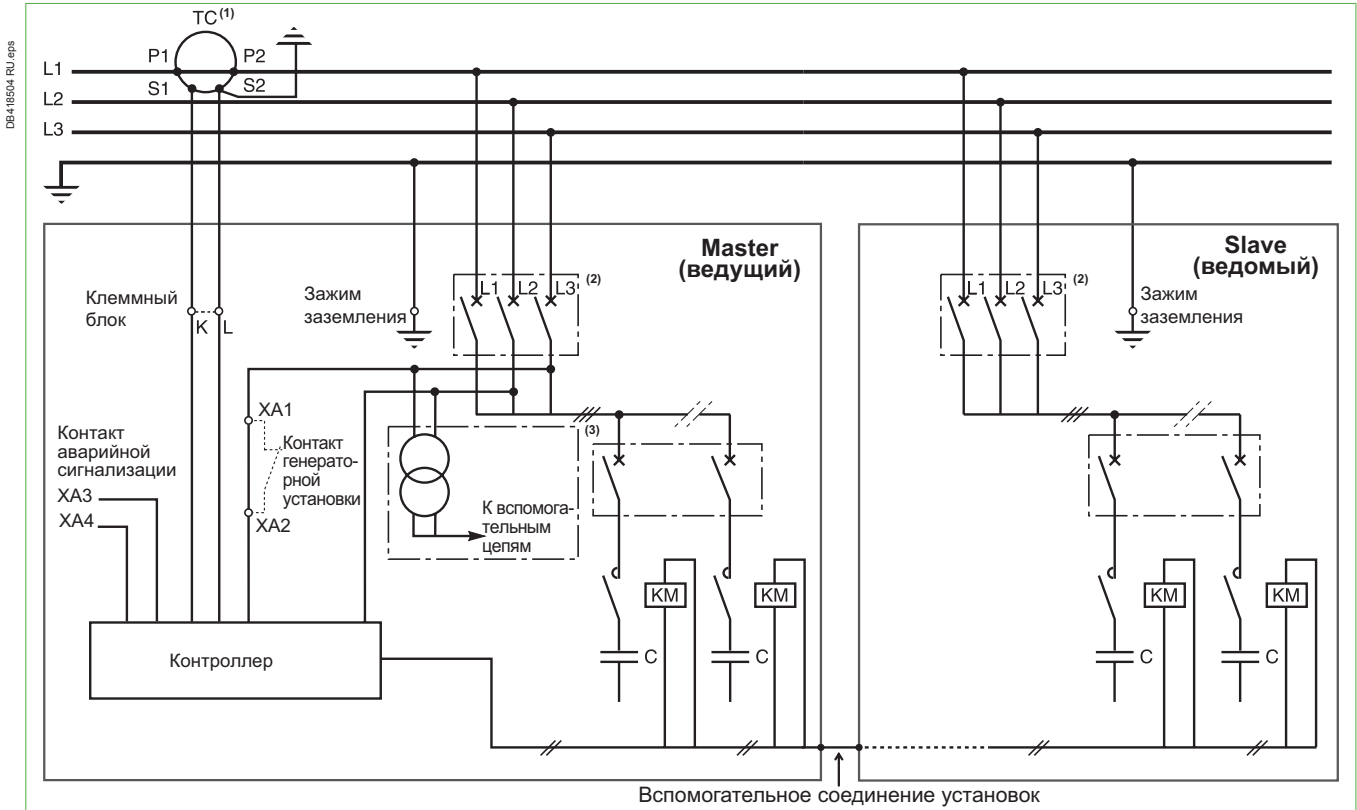 DB418504 RU.eps
TC(1)
P1 P2
L1
S1 S2
L2
L3
Master
(ведущий)
Slave
(ведомый)
Клеммный
блок
K L
Зажим
заземления
L1 L2 L3 (2)
L1 L2 L3 (2)
Зажим
заземления
XA1
Контакт
генерато-
рной
установки
XA2
Контакт
аварийной
сигнализации
XA3
XA4
(3)
К вспомога-
тельным
цепям
KM KM
KM KM
C C
C C
Контроллер
Вспомогательное соединение установок